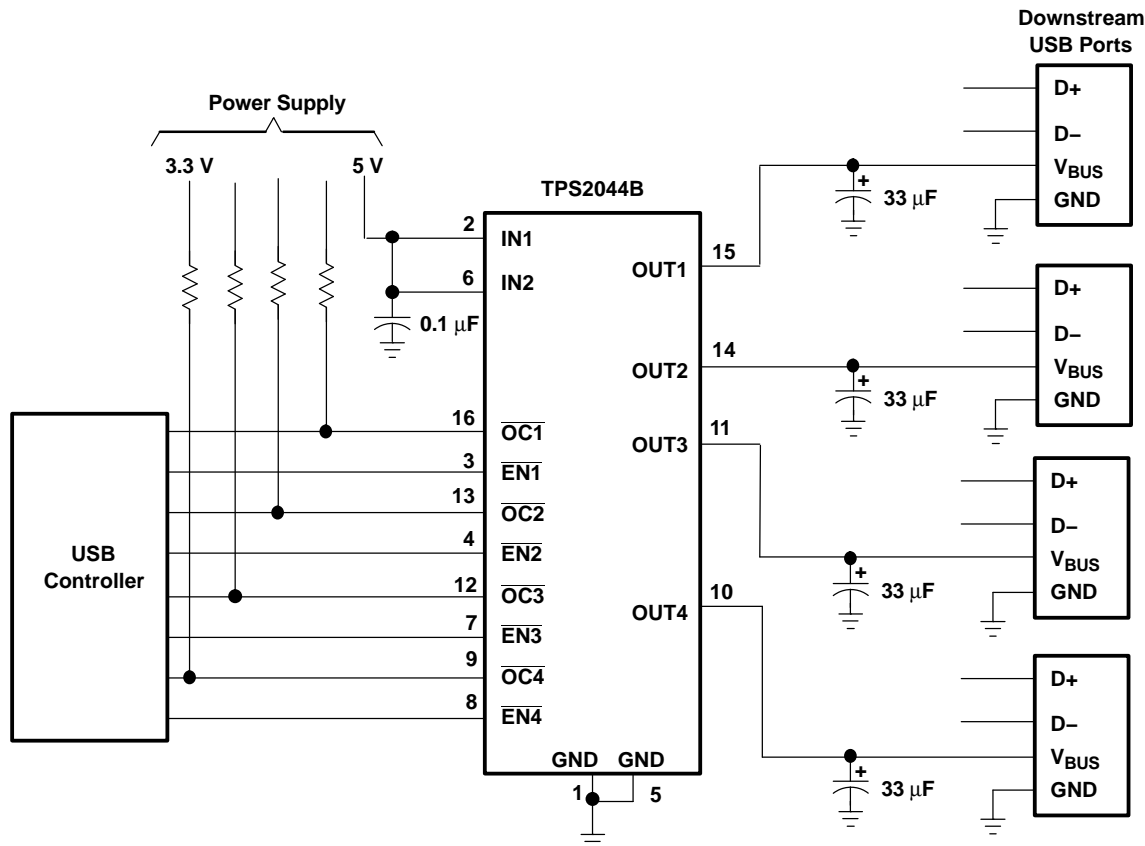 Downstream
USB Ports
Power Supply
3.3 V
5 V
TPS2044B
USB
Controller
2
IN1
6
IN2
0.1 µF
16
OC1
3
EN1
13
OC2
4
EN2
12
OC3
7
EN3
9
OC4
8
EN4
GND
GND
1
5
OUT1
15
OUT2
14
OUT3
11
OUT4
10
D+
D−
VBUS
GND
+
33 µF
D+
D−
VBUS
GND
+
33 µF
D+
D−
VBUS
GND
+
33 µF
D+
D−
VBUS
GND
+
33 µF